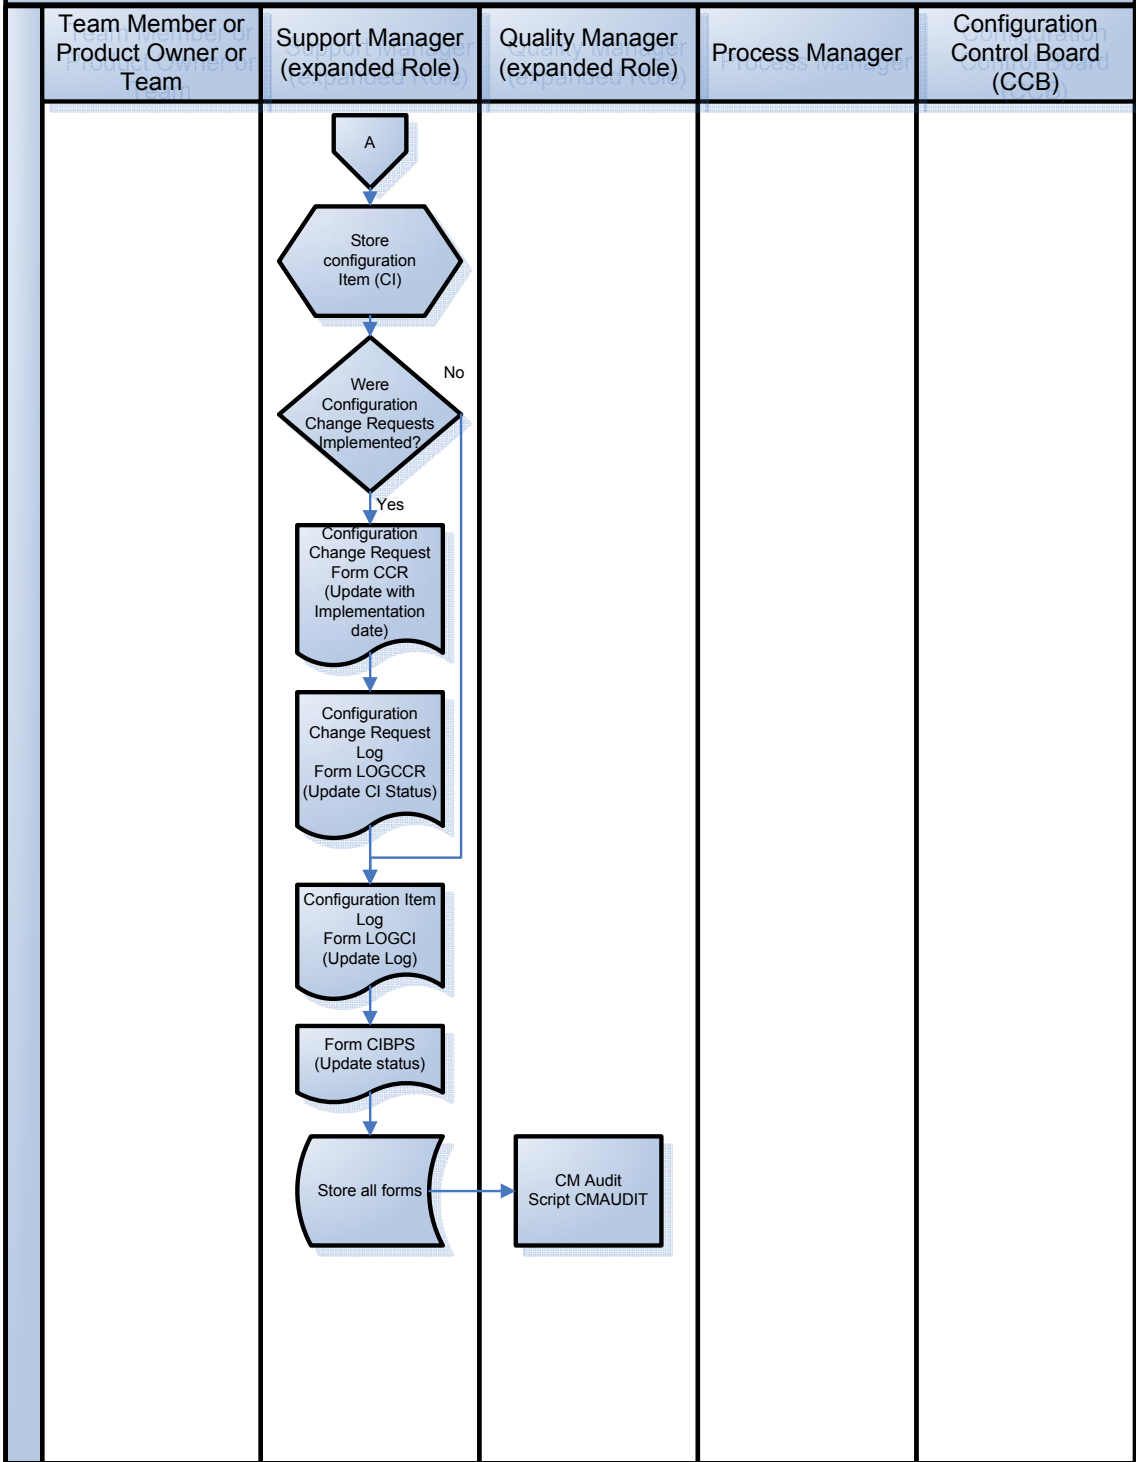 Team Member or
Product Owner or
Team
Support Manager
(expanded Role)
Quality Manager
(expanded Role)
Process Manager
Configuration
Control Board
(CCB)
A
Store
configuration
Item (CI)
Were
Configuration
Change Requests
Implemented?
No
Yes
Configuration
Change Request
Form CCR
(Update with
Implementation
date)
Configuration
Change Request
Log
Form LOGCCR
(Update CI Status)
Configuration Item
Log
Form LOGCI
(Update Log)
Form CIBPS
(Update status)
Store all forms
CM Audit
Script CMAUDIT